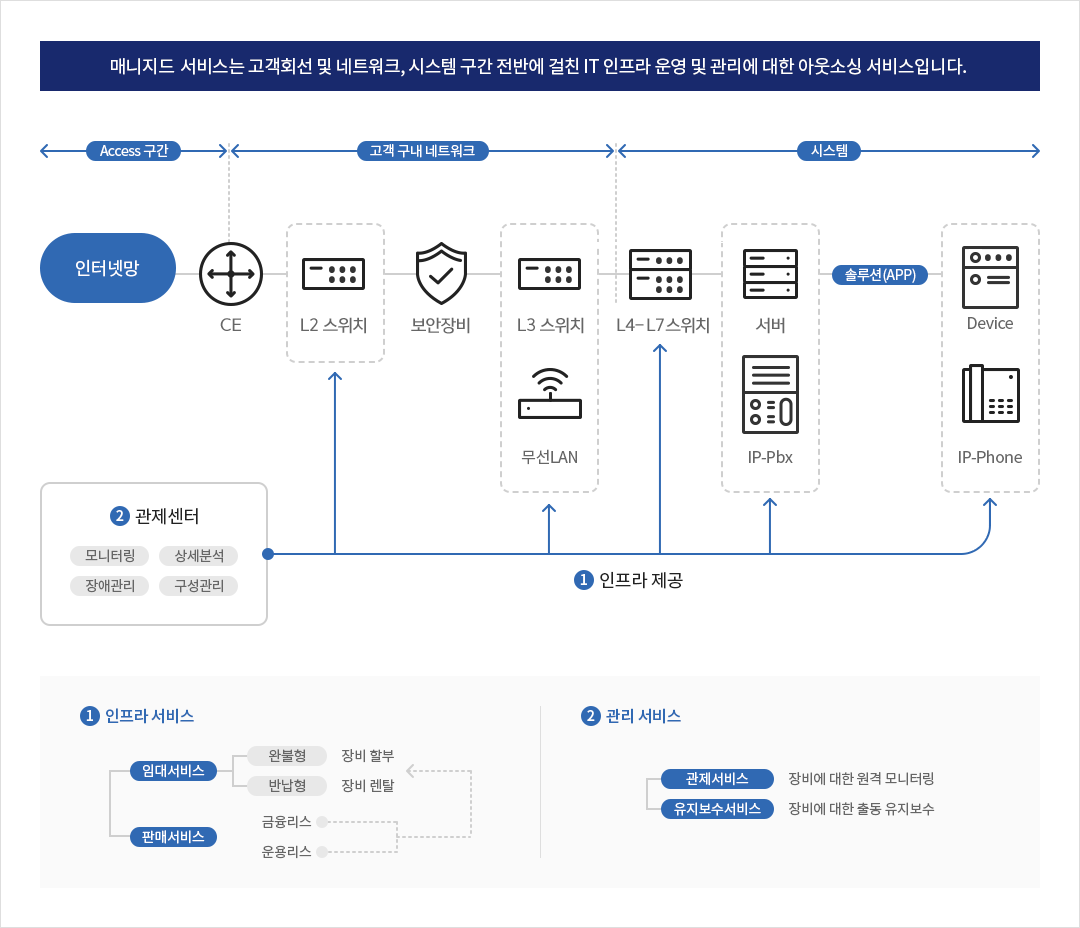 매니지드 서비스는 고객회선 및 네트워크, 시스템 구간 전반에 걸친 IT 인프라 운영 및 관리에 대한 아웃소싱 서비스입니다.
Access 구간
고객 구내 네트워크
시스템
인터넷망
CE
L2 스위치
보안장비
L3 스위치
L4-L7스위치
서버
솔루션(APP)
Device
무선LAN
IP-Pbx
IP-Phone
2 관제센터
모니터링
상세분석
장애관리
구성관리
1 인프라 제공
1 인프라 서비스
임대서비스
완불형
장비 할부
반납형
장비 렌탈
판매서비스
금융리스
운용리스
2 관리 서비스
관제서비스
장비에 대한 원격 모니터링
유지보수서비스
장비에 대한 출동 유지보수